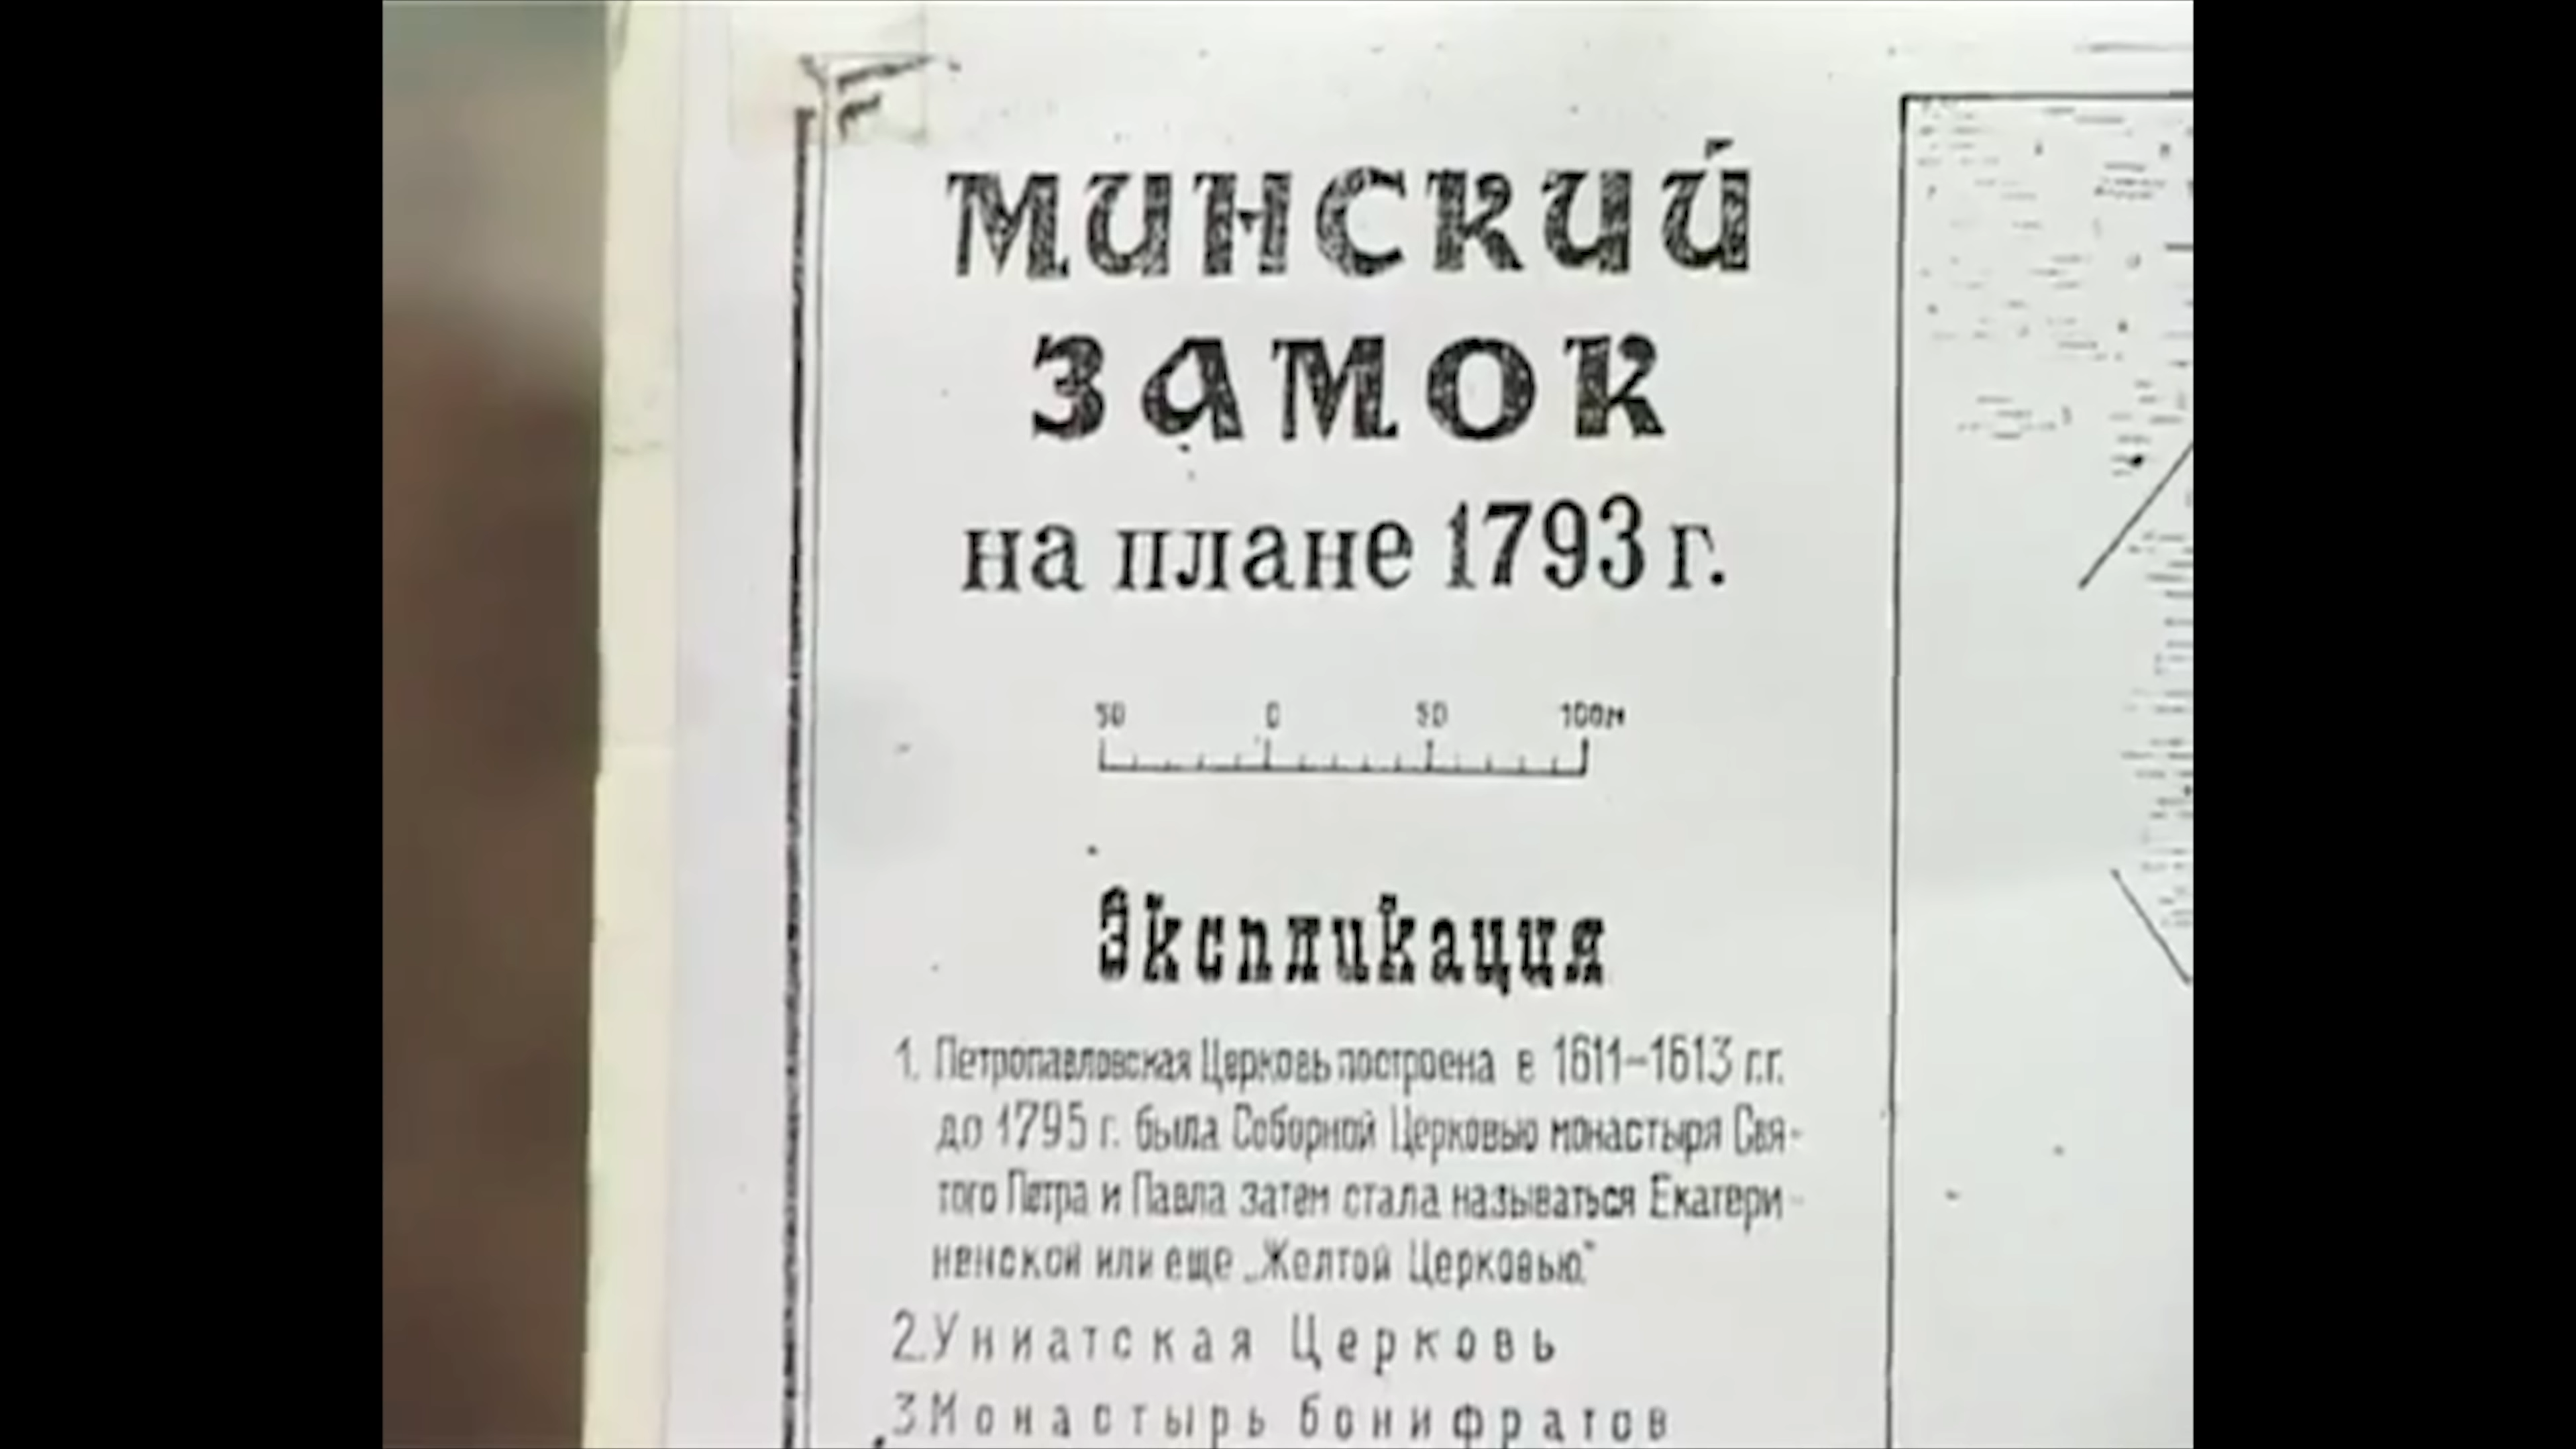 МИНСКИЙ
ЗАМОК
на плане 1793 г.
50 0 50 100м
Экспликация
1. Петропавловская Церковь построена в 1611–1613 г.г.
до 1795 г. была Соборной Церковью монастыря Свя-
того Петра и Павла затем стала называться Екатери-
ненской или еще „Желтой Церковью."
2. Униатская Церковь
3 Монастырь бонифратов